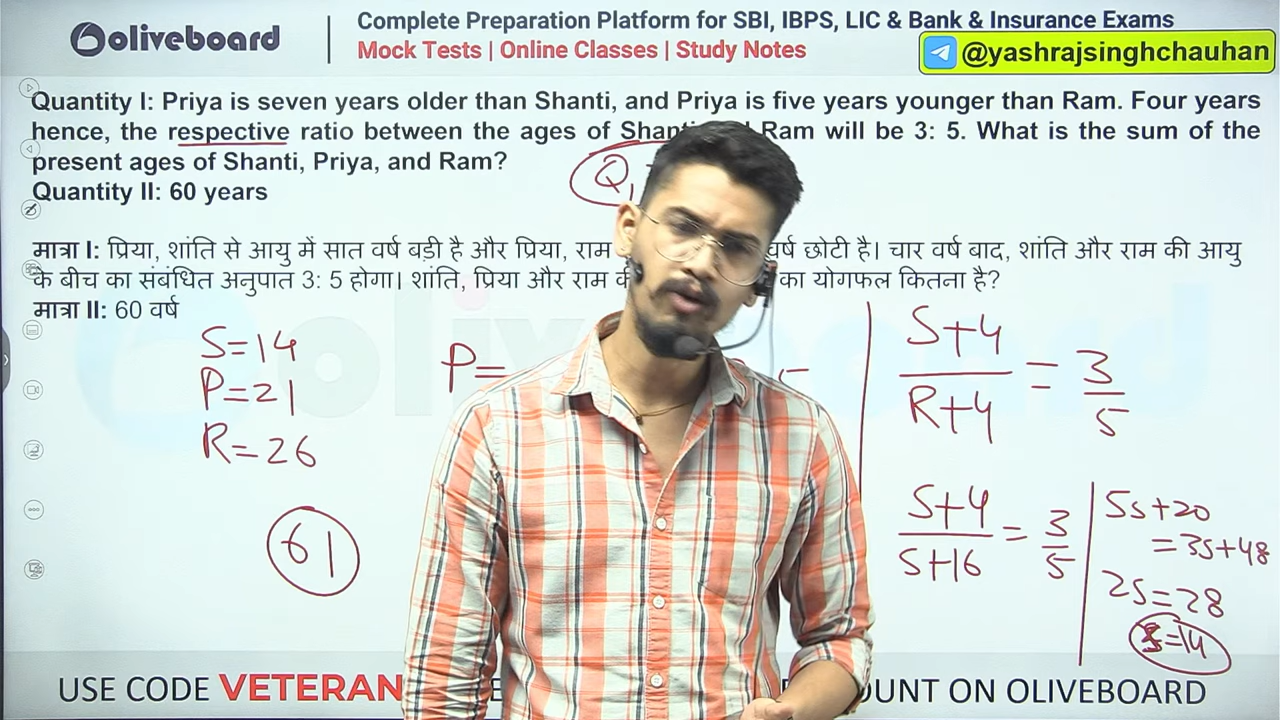 oliveboard
Complete Preparation Platform for SBI, IBPS, LIC & Bank & Insurance Exams
Mock Tests | Online Classes | Study Notes
@yashrajsinghchauhan
Quantity I: Priya is seven years older than Shanti, and Priya is five years younger than Ram. Four years
hence, the respective ratio between the ages of Shanti Ram will be 3: 5. What is the sum of the
present ages of Shanti, Priya, and Ram?
Quantity II: 60 years
Q1
मात्रा I: प्रिया, शांति से आयु में सात वर्ष बड़ी है और प्रिया, राम वर्ष छोटी है। चार वर्ष बाद, शांति और राम की आयु
के बीच का संबंधित अनुपात 3: 5 होगा। शांति, प्रिया और राम का योगफल कितना है?
मात्रा II: 60 वर्ष
S=14
P=21
R=26
61
P=
S+4
/ R+4 = 3/5
S+4
/ S+16 = 3/5
5s+20
=3s+48
2s=28
s=14
USE CODE VETERAN OUNT ON OLIVEBOARD